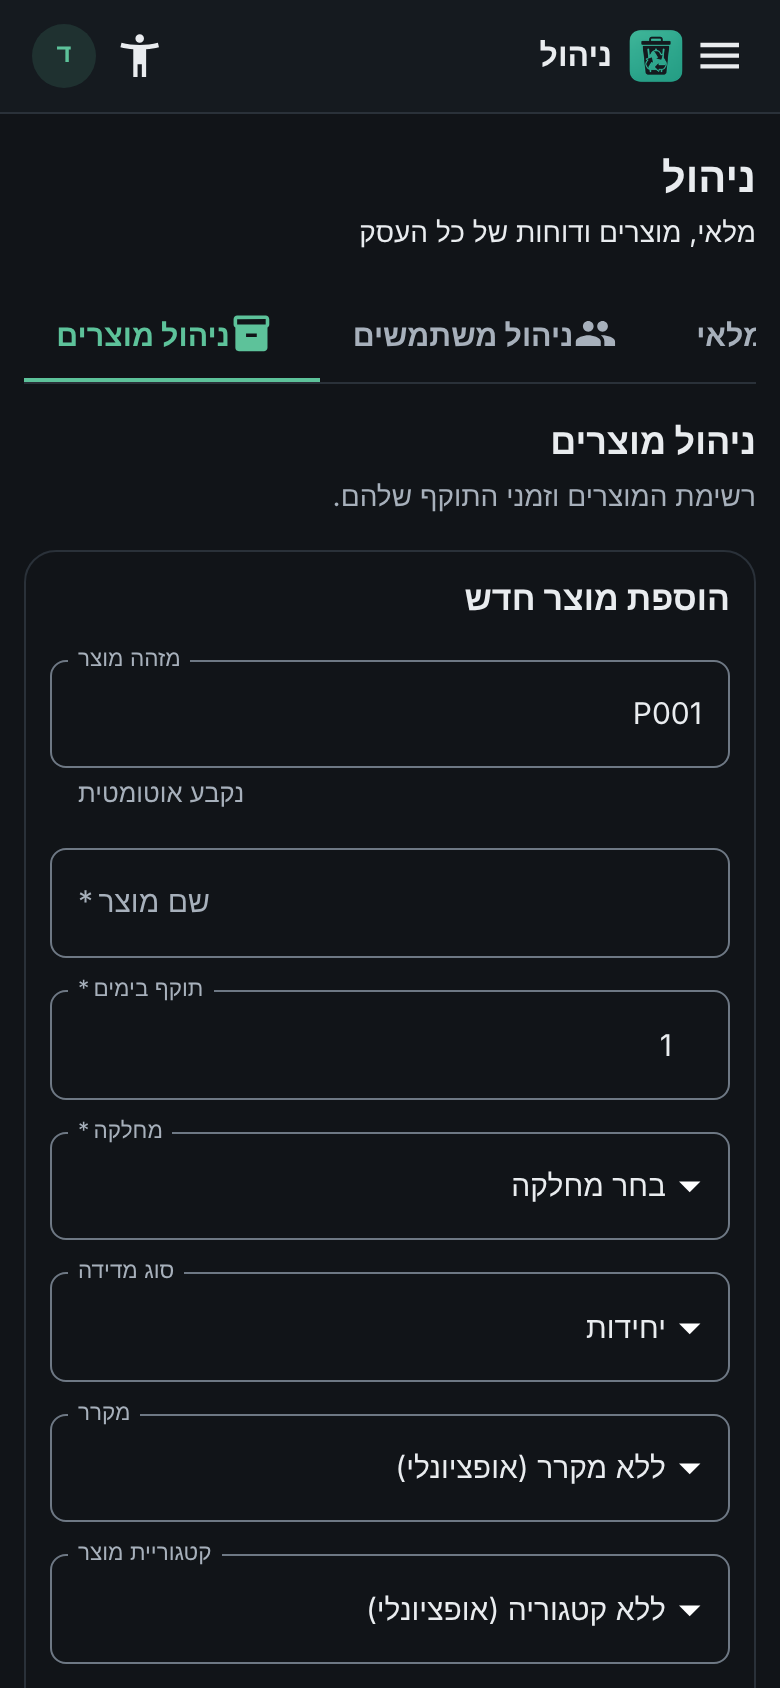 ניהול
ד
ניהול
מלאי, מוצרים ודוחות של כל העסק
מלאי
ניהול משתמשים
ניהול מוצרים
ניהול מוצרים
רשימת המוצרים וזמני התוקף שלהם.
הוספת מוצר חדש
מזהה מוצר
P001
נקבע אוטומטית
שם מוצר *
תוקף בימים *
1
מחלקה *
בחר מחלקה
סוג מדידה
יחידות
מקרר
ללא מקרר (אופציונלי)
קטגוריית מוצר
ללא קטגוריה (אופציונלי)